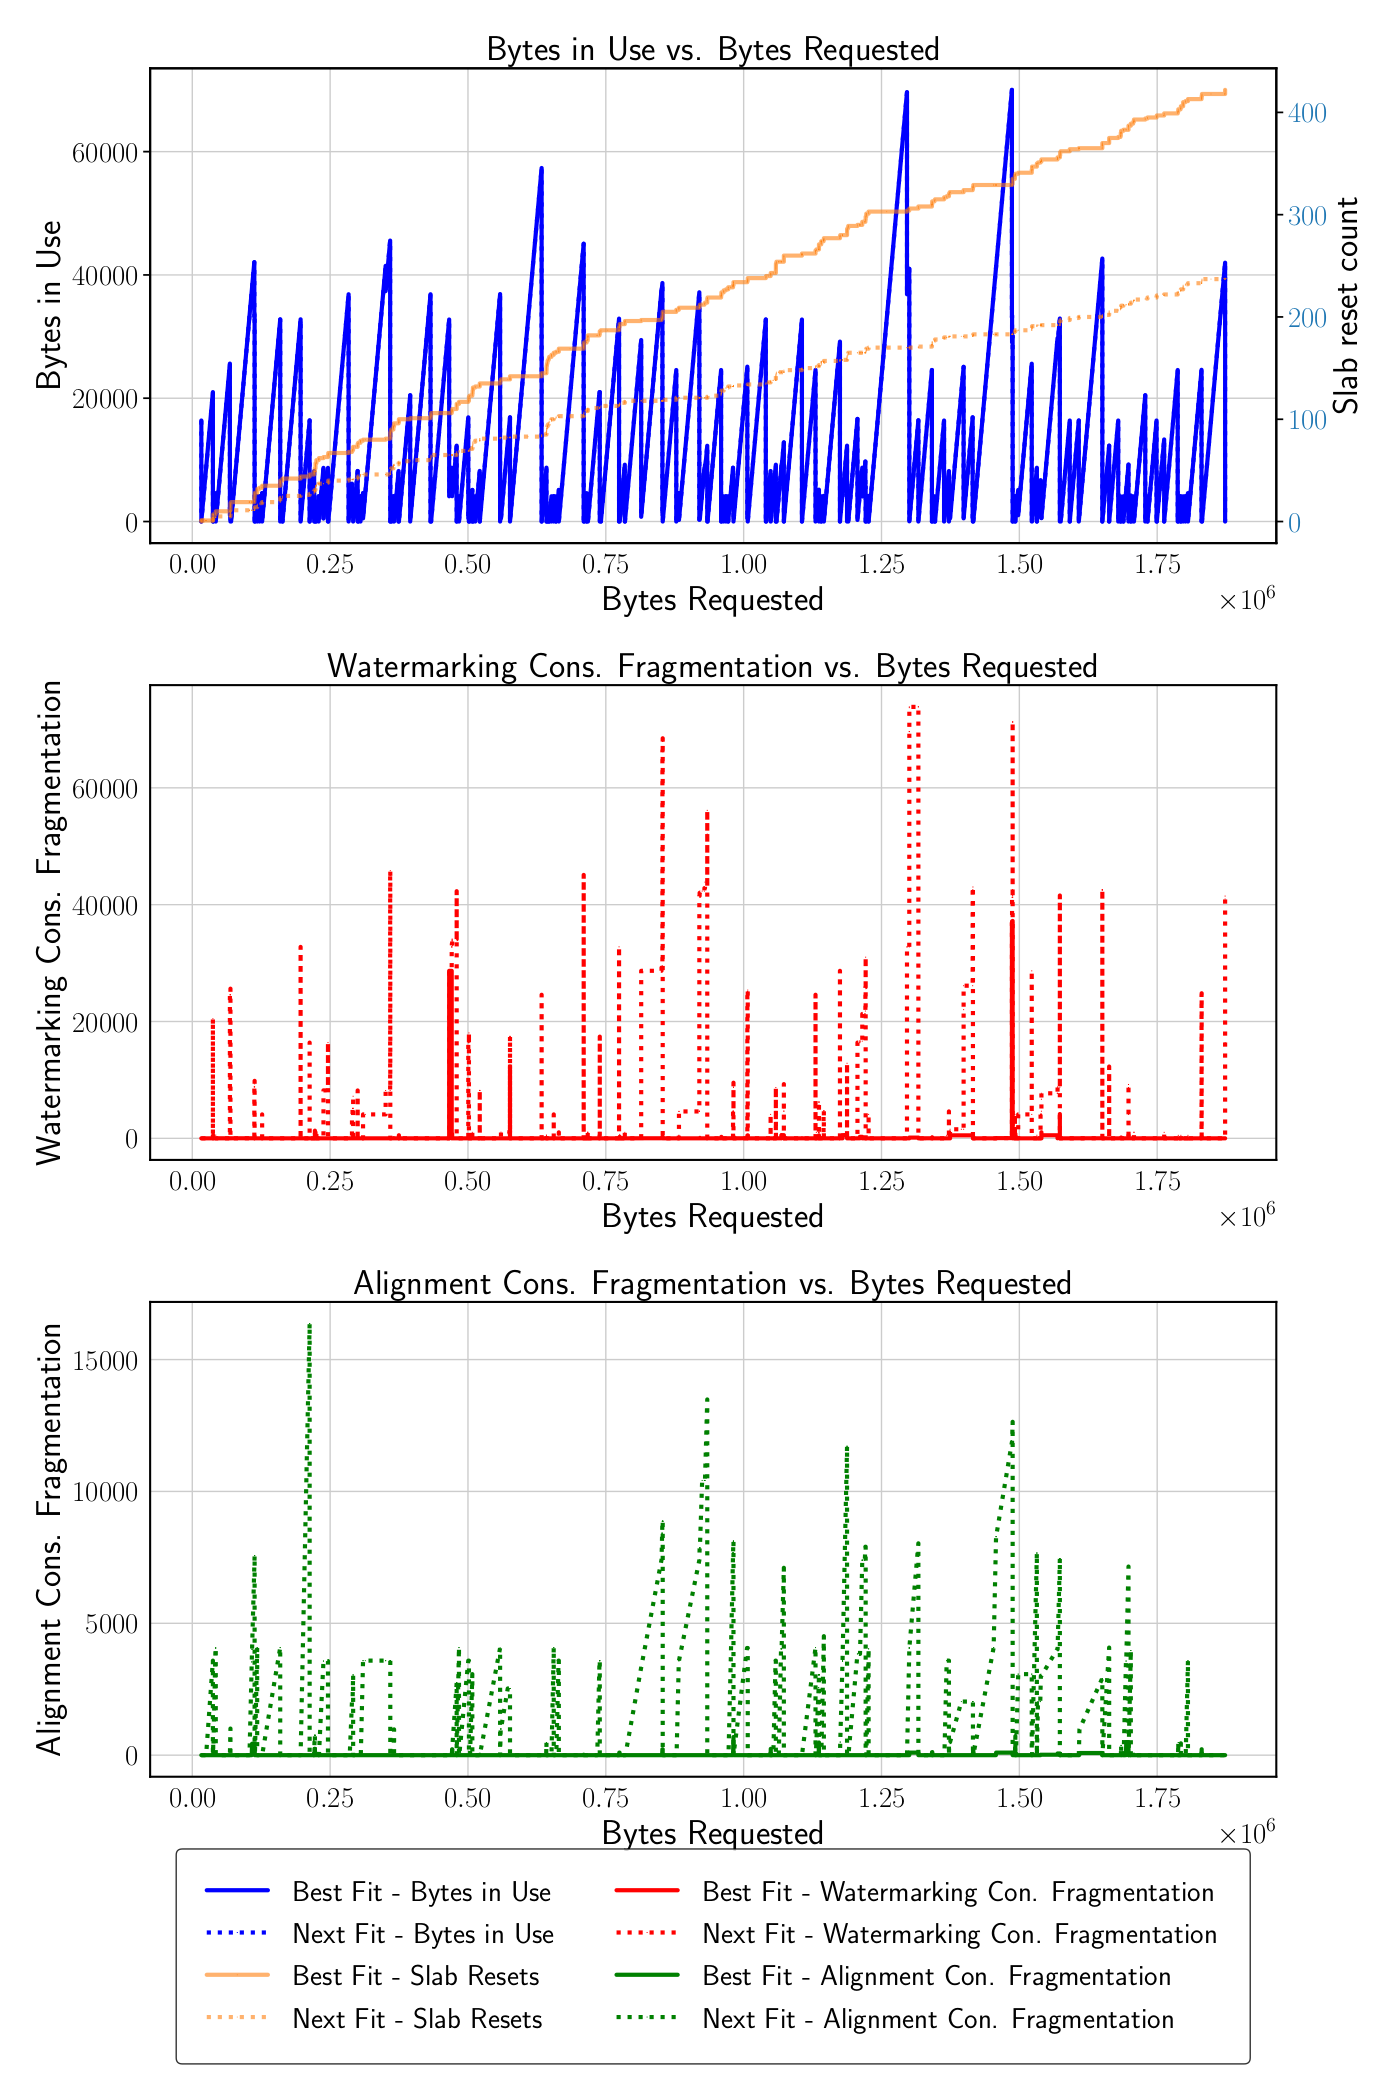 Bytes in Use vs. Bytes Requested
Bytes in Use
60000
40000
20000
0
400
300
200
100
0
Slab reset count
0.00 0.25 0.50 0.75 1.00 1.25 1.50 1.75
Bytes Requested
×10⁶
Watermarking Cons. Fragmentation vs. Bytes Requested
Watermarking Cons. Fragmentation
60000
40000
20000
0
0.00 0.25 0.50 0.75 1.00 1.25 1.50 1.75
Bytes Requested
×10⁶
Alignment Cons. Fragmentation vs. Bytes Requested
Alignment Cons. Fragmentation
15000
10000
5000
0
0.00 0.25 0.50 0.75 1.00 1.25 1.50 1.75
Bytes Requested
×10⁶
Best Fit - Bytes in Use
Next Fit - Bytes in Use
Best Fit - Slab Resets
Next Fit - Slab Resets
Best Fit - Watermarking Con. Fragmentation
Next Fit - Watermarking Con. Fragmentation
Best Fit - Alignment Con. Fragmentation
Next Fit - Alignment Con. Fragmentation